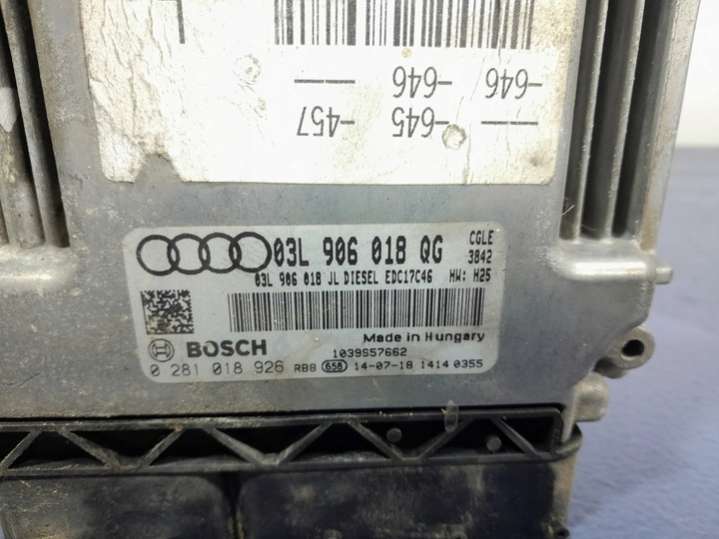 -646 -646 —
— -645 -457
03L 906 018 QG CGLE
3842
03L 906 018 JL DIESEL EDC17C46 HW: H25
BOSCH Made in Hungary
1039S57662
0 281 018 926 RB8 658 14-07-18 1414 0355